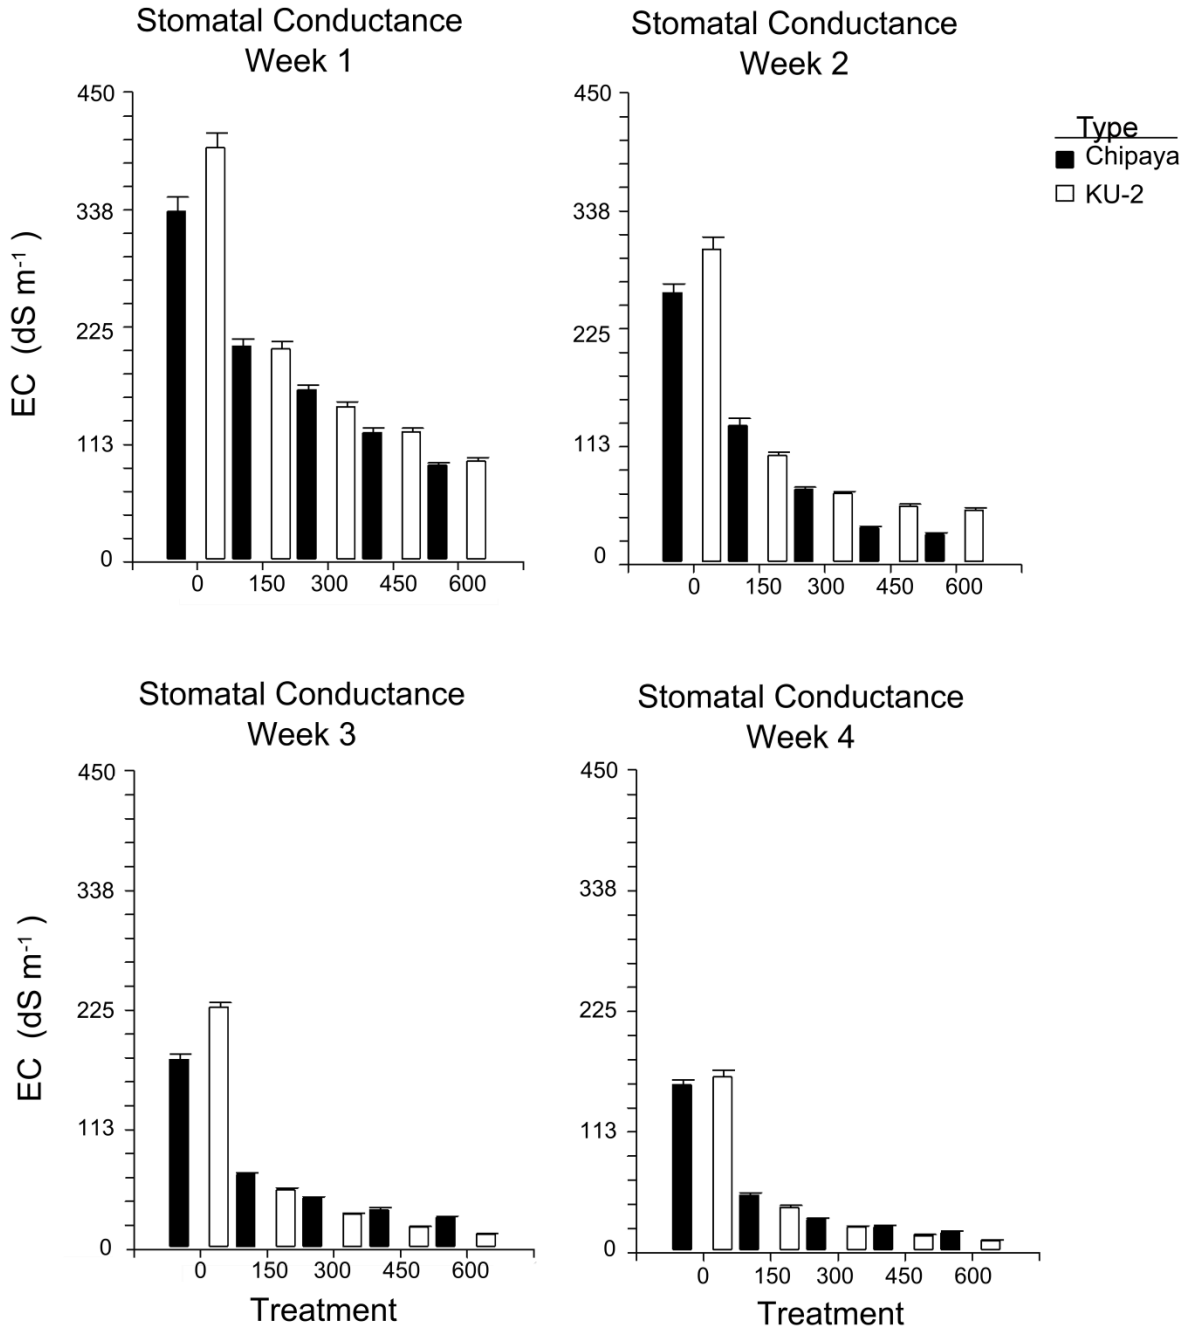 Stomatal Conductance
Week 1
450
338
225
113
0
EC (dS m-1 )
0 150 300 450 600
Stomatal Conductance
Week 2
450
338
225
113
0
0 150 300 450 600
Type
Chipaya
KU-2
Stomatal Conductance
Week 3
450
338
225
113
0
EC (dS m-1 )
0 150 300 450 600
Treatment
Stomatal Conductance
Week 4
450
338
225
113
0
0 150 300 450 600
Treatment